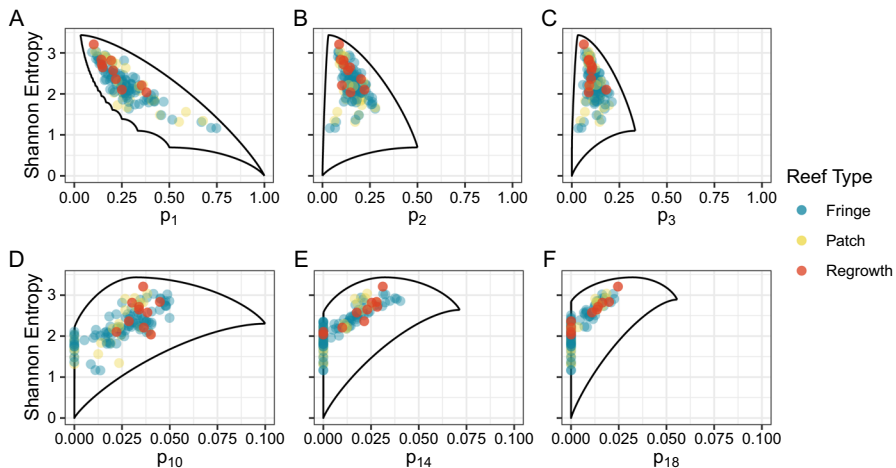 A
B
C
Shannon Entropy
3
2
1
0
0.00 0.25 0.50 0.75 1.00
p₁
0.00 0.25 0.50 0.75 1.00
p₂
0.00 0.25 0.50 0.75 1.00
p₃
Reef Type
Fringe
Patch
Regrowth
D
E
F
Shannon Entropy
4
3
2
1
0
0.000 0.025 0.050 0.075 0.100
p₁₀
0.000 0.025 0.050 0.075 0.100
p₁₄
0.000 0.025 0.050 0.075 0.100
p₁₈